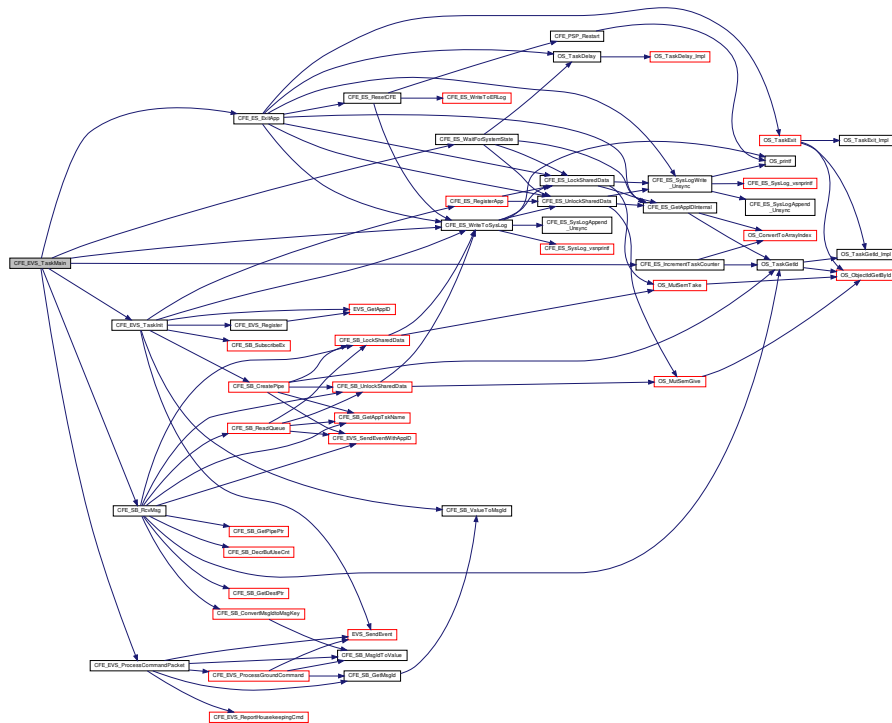 CFE_PSP_Restart
OS_TaskDelay
OS_TaskDelay_Impl
CFE_ES_ResetCFE
CFE_ES_WriteToERLog
CFE_ES_ExitApp
CFE_ES_WaitForSystemState
OS_TaskExit
OS_TaskExit_Impl
OS_printf
CFE_ES_LockSharedData
CFE_ES_SysLogWrite
_Unsync
CFE_ES_SysLog_vsnprintf
CFE_ES_RegisterApp
CFE_ES_UnlockSharedData
CFE_ES_GetAppIDInternal
CFE_ES_SysLogAppend
_Unsync
CFE_ES_WriteToSysLog
CFE_ES_SysLogAppend
_Unsync
OS_ConvertToArrayIndex
CFE_ES_SysLog_vsnprintf
OS_TaskGetId_Impl
CFE_EVS_TaskMain
CFE_ES_IncrementTaskCounter
OS_TaskGetId
OS_ObjectIdGetById
OS_MutSemTake
EVS_GetAppID
CFE_EVS_TaskInit
CFE_EVS_Register
CFE_SB_SubscribeEx
CFE_SB_LockSharedData
CFE_SB_CreatePipe
CFE_SB_UnlockSharedData
OS_MutSemGive
CFE_SB_GetAppTskName
CFE_SB_ReadQueue
CFE_EVS_SendEventWithAppID
CFE_SB_RcvMsg
CFE_SB_ValueToMsgId
CFE_SB_GetPipePtr
CFE_SB_DecrBufUseCnt
CFE_SB_GetDestPtr
CFE_SB_ConvertMsgIdtoMsgKey
EVS_SendEvent
CFE_SB_MsgIdToValue
CFE_EVS_ProcessCommandPacket
CFE_EVS_ProcessGroundCommand
CFE_SB_GetMsgId
CFE_EVS_ReportHousekeepingCmd